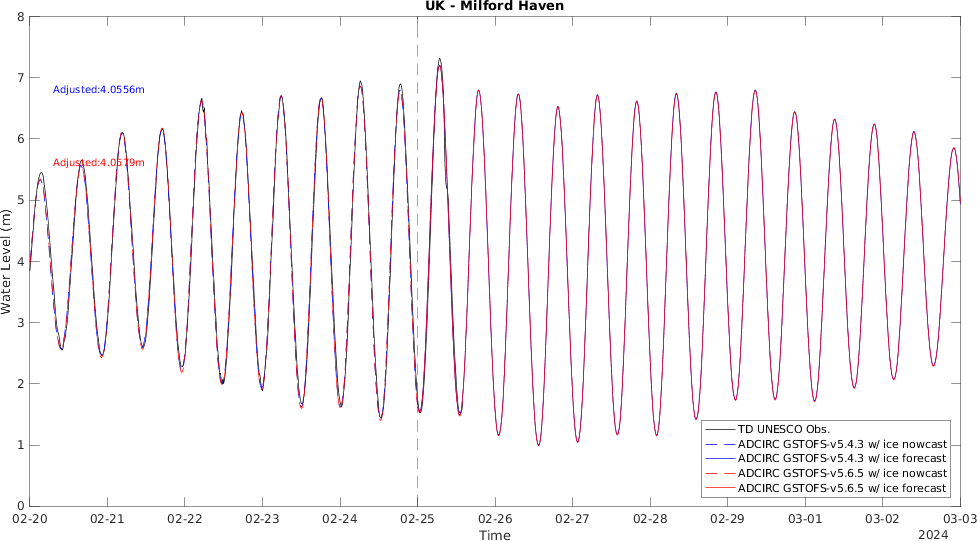 UK - Milford Haven
8
7
6
5
4
3
2
1
0
Water Level (m)
Adjusted:4.0556m
Adjusted:4.0579m
TD UNESCO Obs.
ADCIRC GSTOFS-v5.4.3 w/ ice nowcast
ADCIRC GSTOFS-v5.4.3 w/ ice forecast
ADCIRC GSTOFS-v5.6.5 w/ ice nowcast
ADCIRC GSTOFS-v5.6.5 w/ ice forecast
02-20 02-21 02-22 02-23 02-24 02-25 02-26 02-27 02-28 02-29 03-01 03-02 03-03
Time
2024